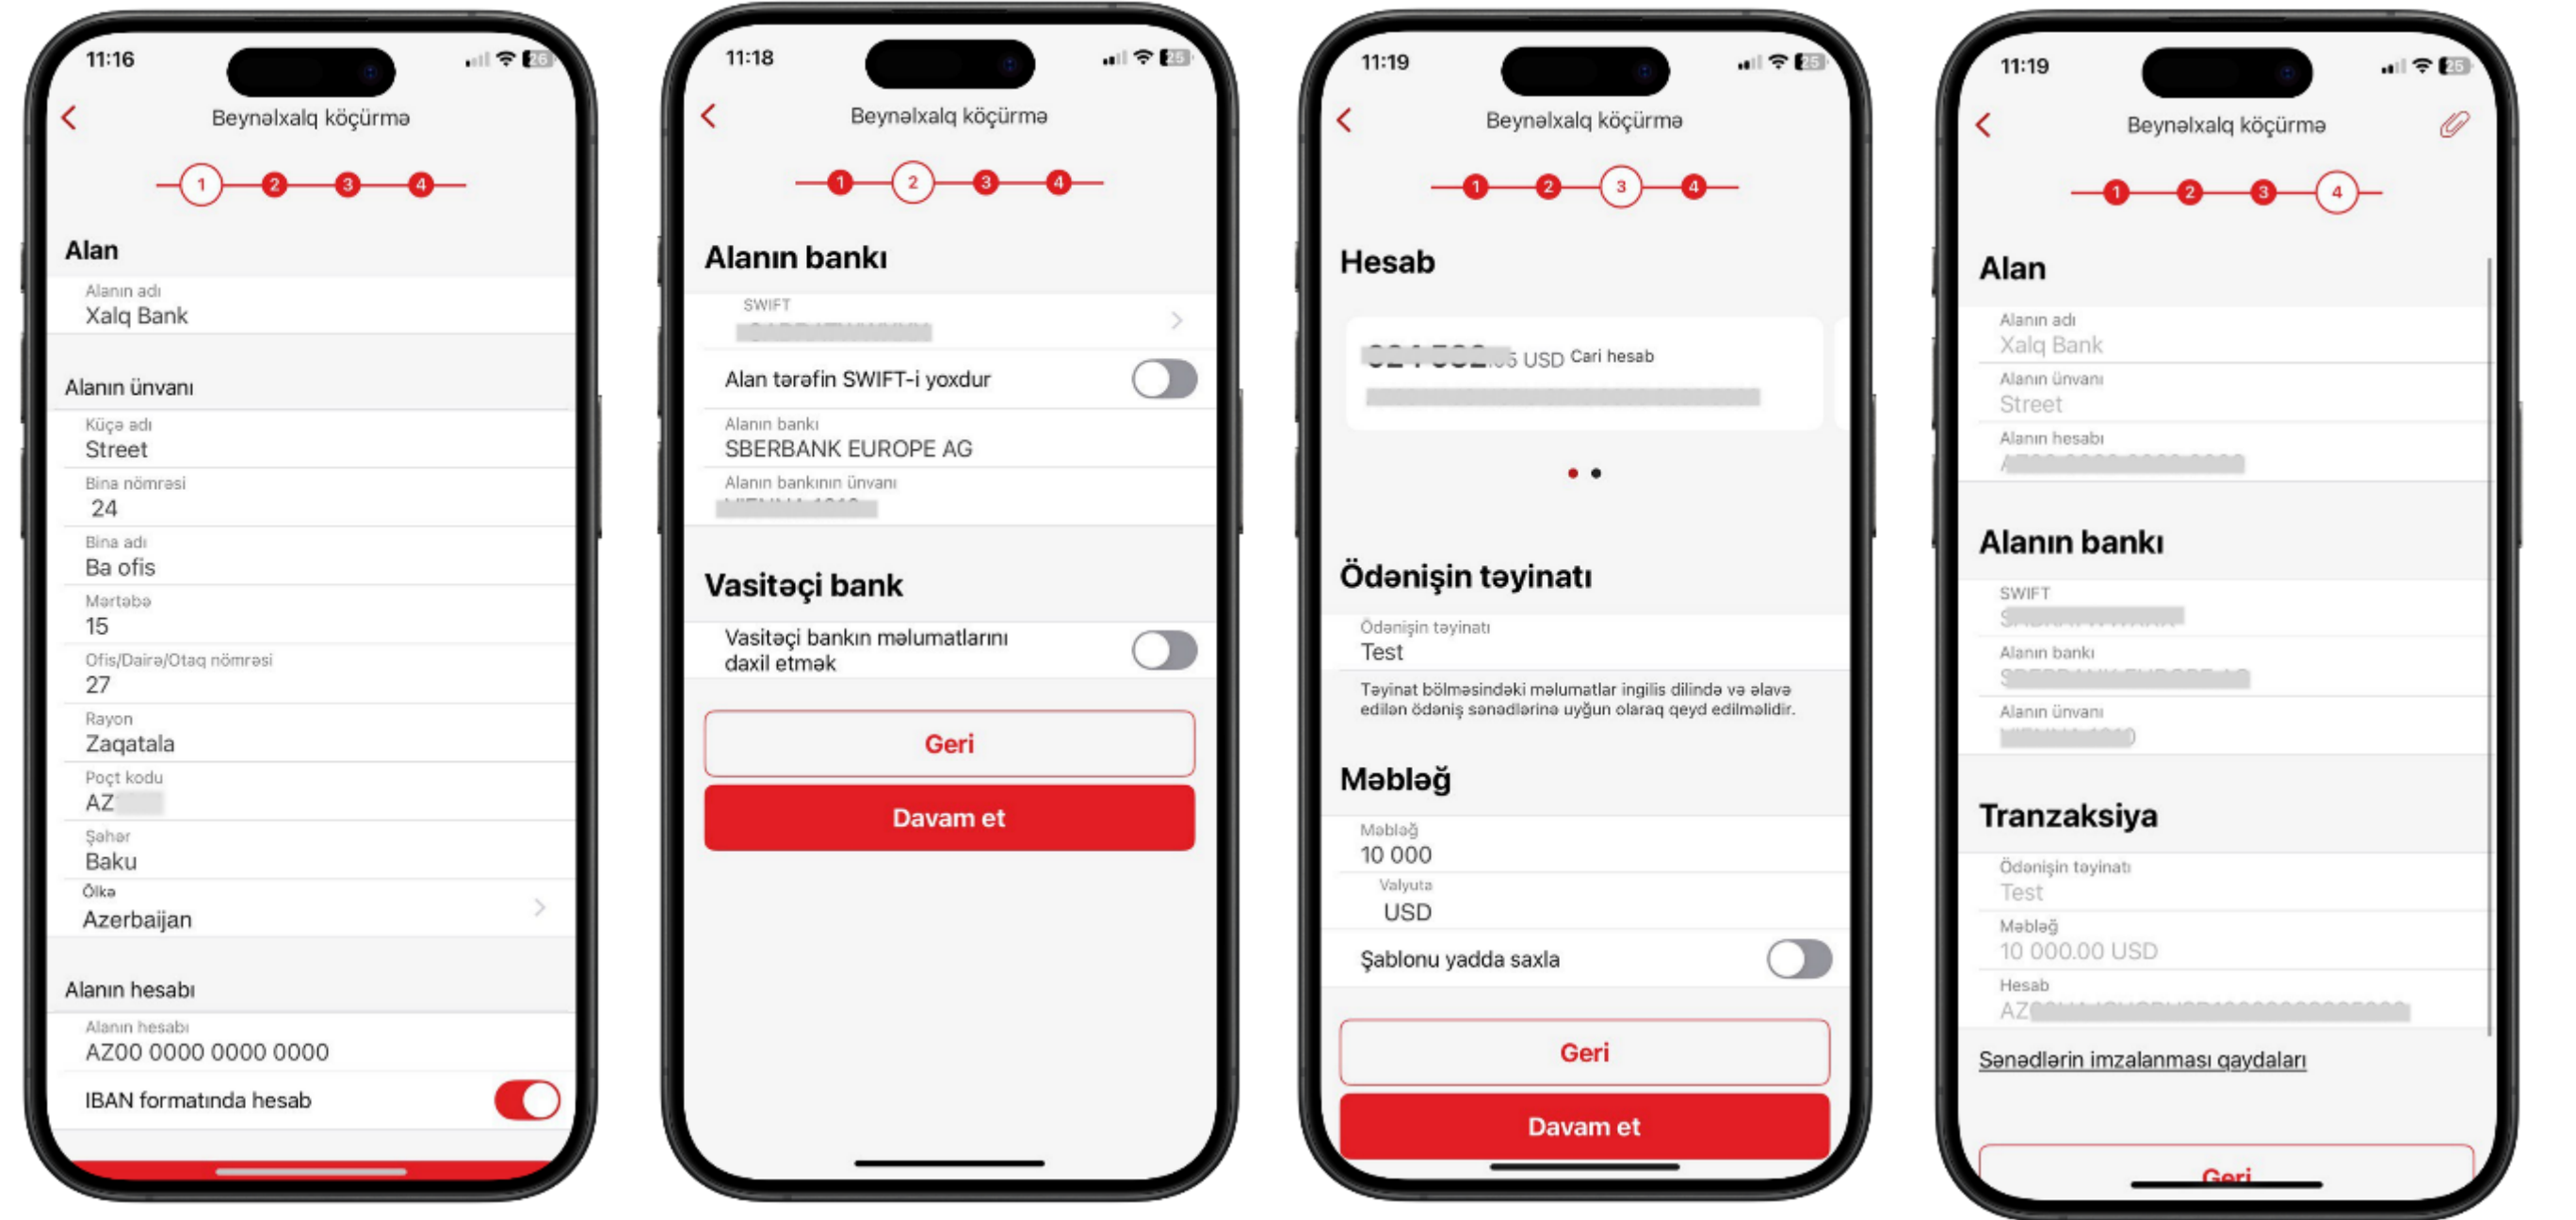 11:16
26
Beynəlxalq köçürmə
1 2 3 4
Alan
Alanın adı
Xalq Bank
Alanın ünvanı
Küçə adı
Street
Bina nömrəsi
24
Bina adı
Ba ofis
Mərtəbə
15
Ofis/Dairə/Otaq nömrəsi
27
Rayon
Zaqatala
Poçt kodu
AZ
Şəhər
Baku
Ölkə
Azerbaijan
Alanın hesabı
Alanın hesabı
AZ00 0000 0000 0000
IBAN formatında hesab
11:18
25
Beynəlxalq köçürmə
1 2 3 4
Alanın bankı
SWIFT
Alan tərəfin SWIFT-i yoxdur
Alanın bankı
SBERBANK EUROPE AG
Alanın bankının ünvanı
Vasitəçi bank
Vasitəçi bankın məlumatlarını
daxil etmək
Geri
Davam et
11:19
25
Beynəlxalq köçürmə
1 2 3 4
Hesab
USD Cari hesab
Ödənişin təyinatı
Ödənişin təyinatı
Test
Təyinat bölməsindəki məlumatlar ingilis dilində və əlavə
edilən ödəniş sənədlərinə uyğun olaraq qeyd edilməlidir.
Məbləğ
Məbləğ
10 000
Valyuta
USD
Şablonu yadda saxla
Geri
Davam et
11:19
25
Beynəlxalq köçürmə
1 2 3 4
Alan
Alanın adı
Xalq Bank
Alanın ünvanı
Street
Alanın hesabı
Alanın bankı
SWIFT
Alanın bankı
Alanın ünvanı
Tranzaksiya
Ödənişin təyinatı
Test
Məbləğ
10 000.00 USD
Hesab
AZ
Sənədlərin imzalanması qaydaları
Geri